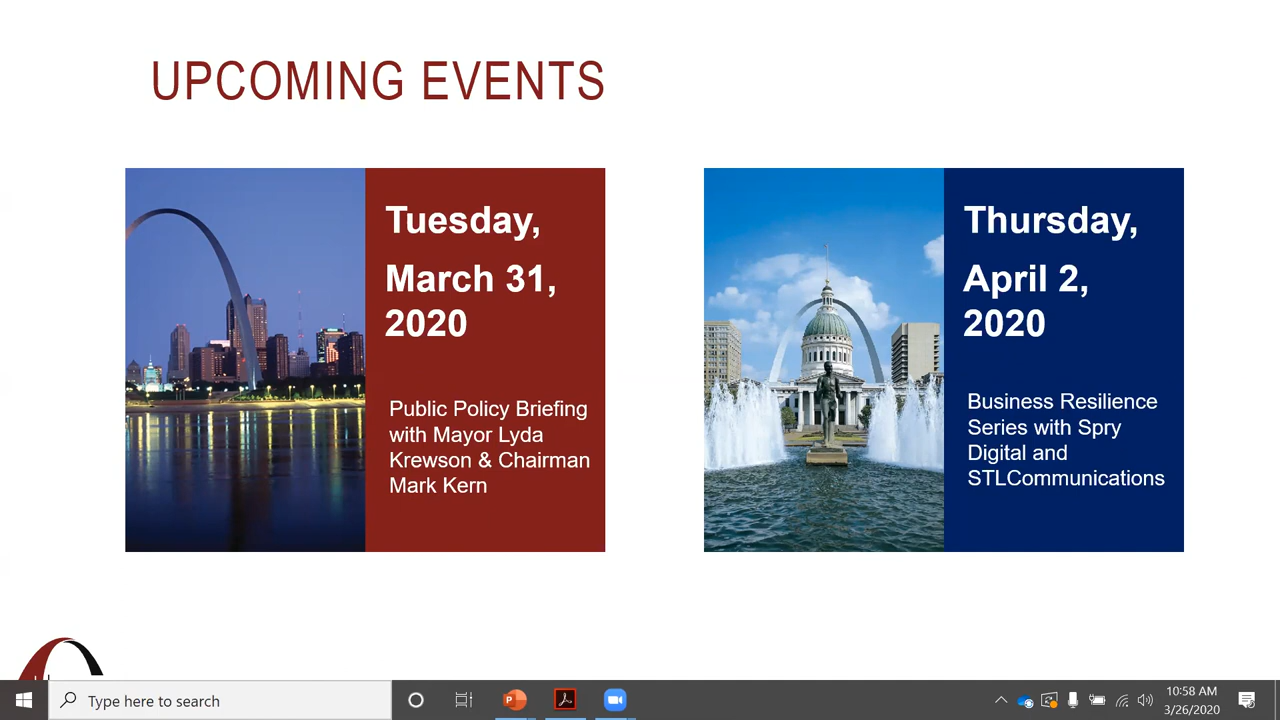 UPCOMING EVENTS
Tuesday,
March 31,
2020
Public Policy Briefing
with Mayor Lyda
Krewson & Chairman
Mark Kern
Thursday,
April 2,
2020
Business Resilience
Series with Spry
Digital and
STLCommunications
Type here to search
10:58 AM
3/26/2020